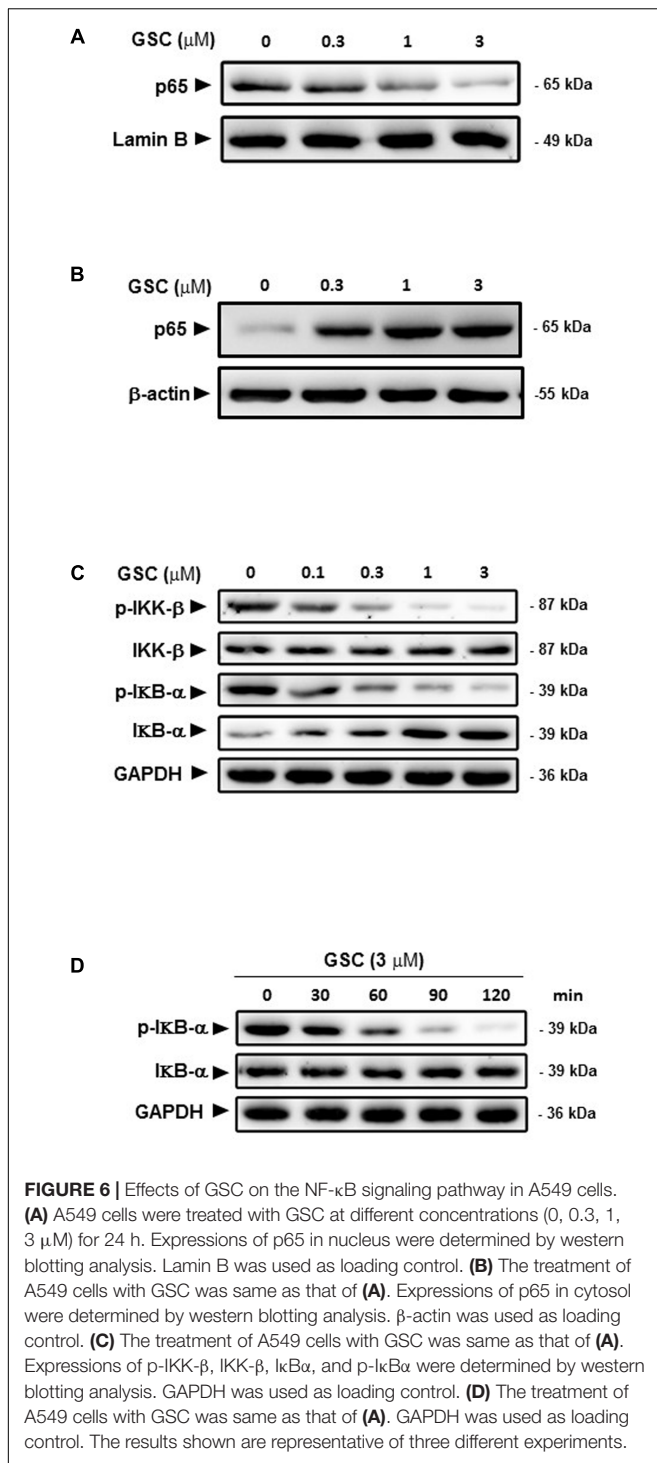 A
GSC (μM) 0 0.3 1 3
p65 ► - 65 kDa
Lamin B ► - 49 kDa
B
GSC (μM) 0 0.3 1 3
p65 ► - 65 kDa
β-actin ► -55 kDa
C
GSC (μM) 0 0.1 0.3 1 3
p-IKK-β ► - 87 kDa
IKK-β ► - 87 kDa
p-IκB-α ► - 39 kDa
IκB-α ► - 39 kDa
GAPDH ► - 36 kDa
D
GSC (3 μM)
0 30 60 90 120 min
p-IκB-α ► - 39 kDa
IκB-α ► - 39 kDa
GAPDH ► - 36 kDa
FIGURE 6 | Effects of GSC on the NF-κB signaling pathway in A549 cells.
(A) A549 cells were treated with GSC at different concentrations (0, 0.3, 1,
3 μM) for 24 h. Expressions of p65 in nucleus were determined by western
blotting analysis. Lamin B was used as loading control. (B) The treatment of
A549 cells with GSC was same as that of (A). Expressions of p65 in cytosol
were determined by western blotting analysis. β-actin was used as loading
control. (C) The treatment of A549 cells with GSC was same as that of (A).
Expressions of p-IKK-β, IKK-β, IκBα, and p-IκBα were determined by western
blotting analysis. GAPDH was used as loading control. (D) The treatment of
A549 cells with GSC was same as that of (A). GAPDH was used as loading
control. The results shown are representative of three different experiments.